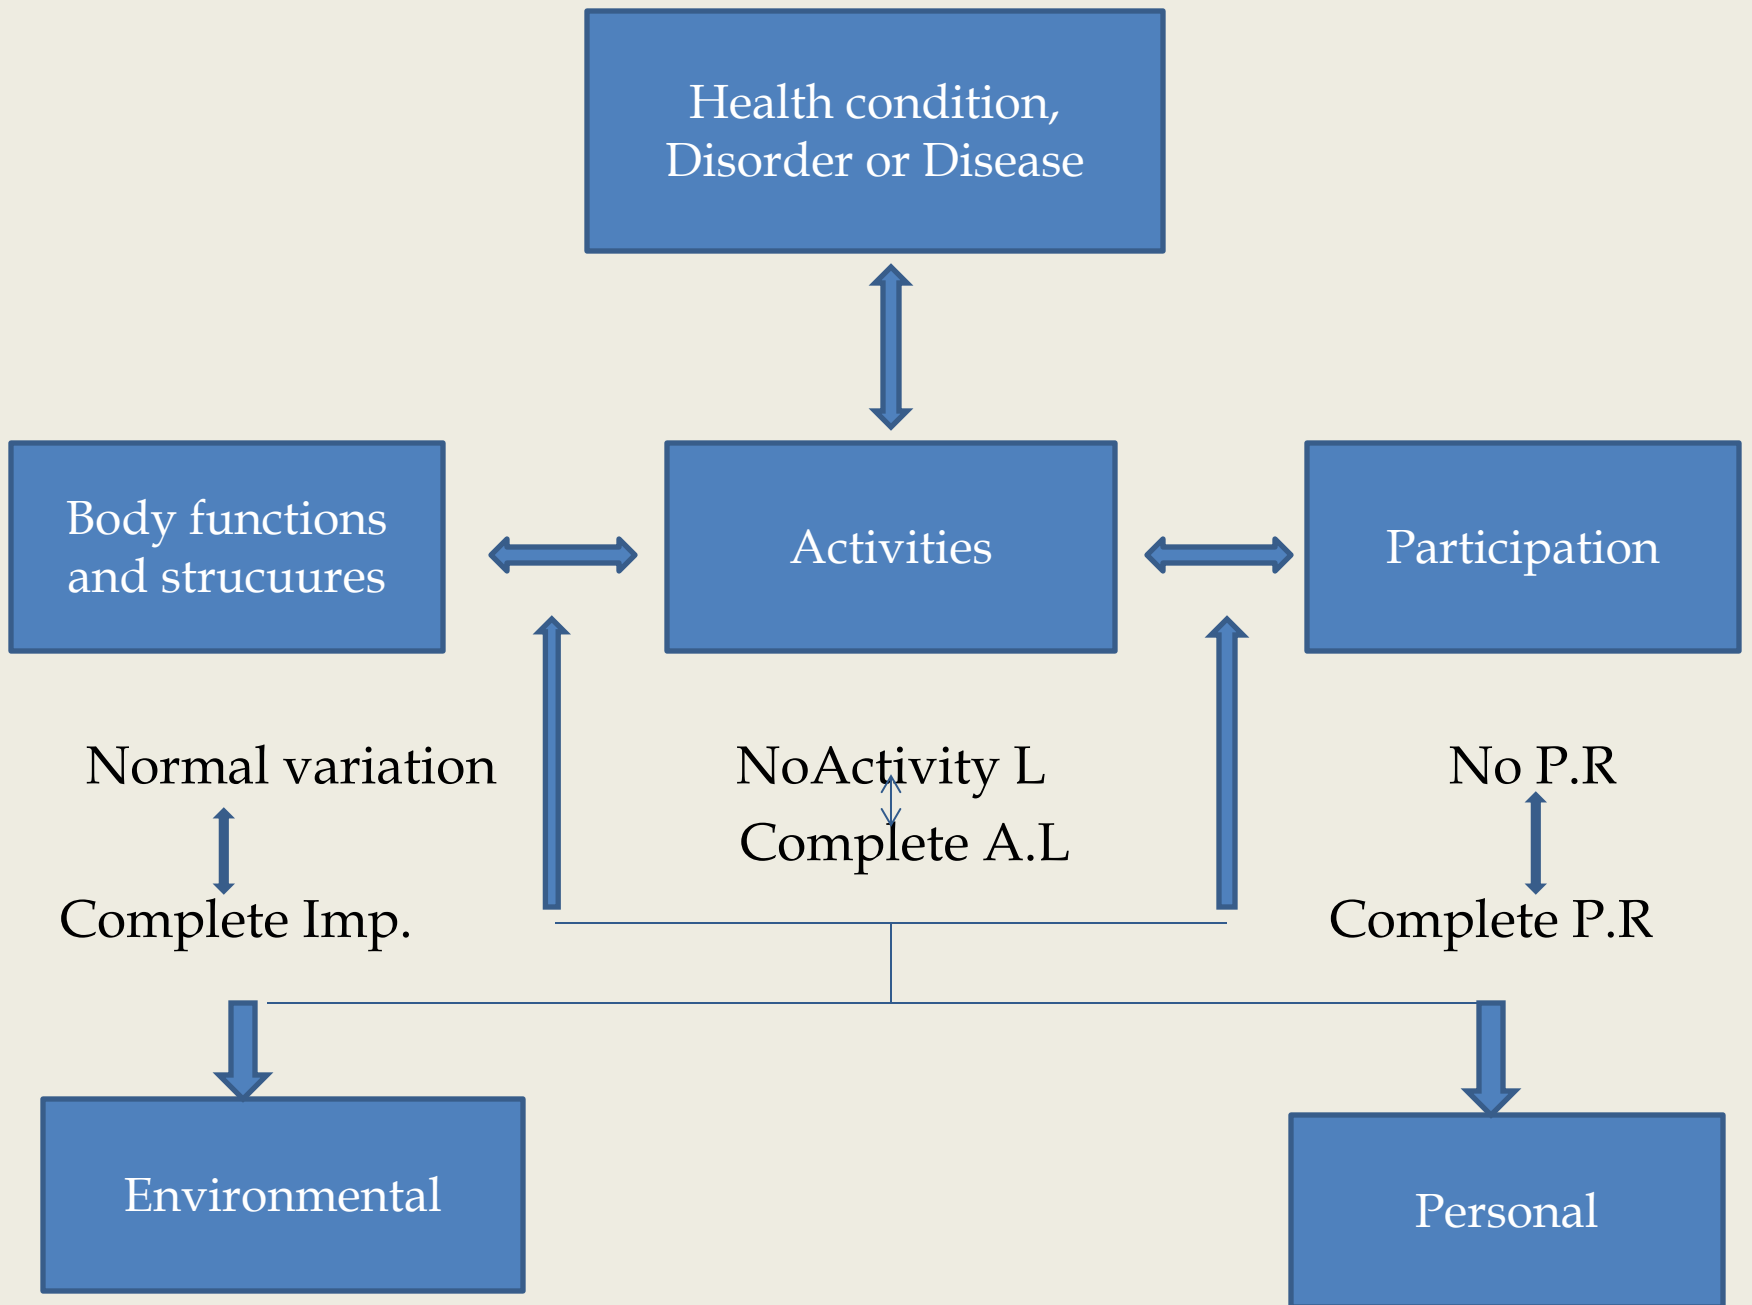 Health condition,
Disorder or Disease
Body functions
and strucuures
Activities
Participation
Normal variation
NoActivity L
No P.R
Complete A.L
Complete Imp.
Complete P.R
Environmental
Personal